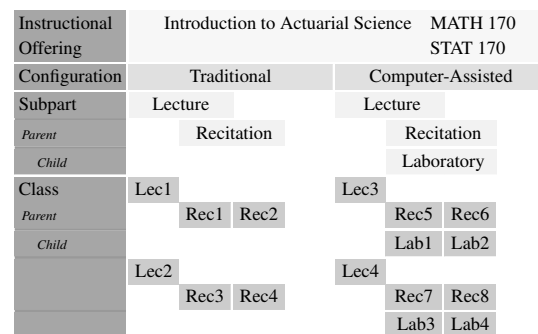 Instructional Introduction to Actuarial Science MATH 170
Offering STAT 170
Configuration Traditional Computer-Assisted
Subpart Lecture Lecture
Parent Recitation Recitation
Child Laboratory
Class Lec1 Lec3
Parent Rec1 Rec2 Rec5 Rec6
Child Lab1 Lab2
Lec2 Lec4
Rec3 Rec4 Rec7 Rec8
Lab3 Lab4